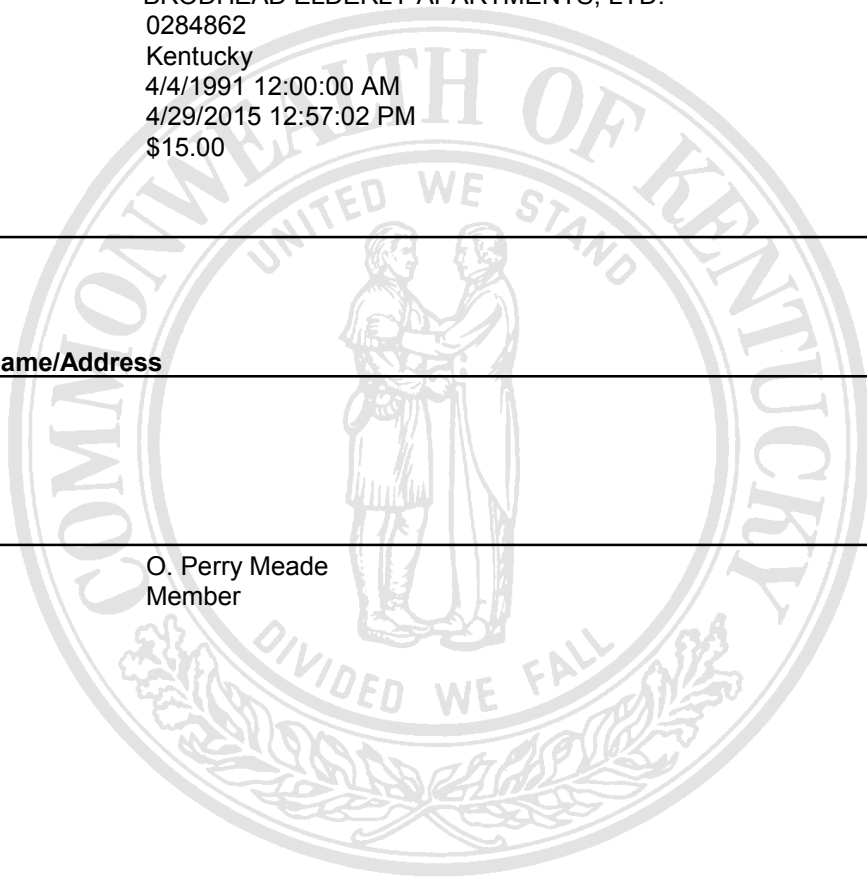 BRODHEAD ELDERLY APARTMENTS, LTD.
0284862
Kentucky
4/4/1991 12:00:00 AM
4/29/2015 12:57:02 PM
$15.00
COMMONWEALTH OF KENTUCKY
UNITED WE STAND
ame/Address
O. Perry Meade
Member
DIVIDED WE FALL